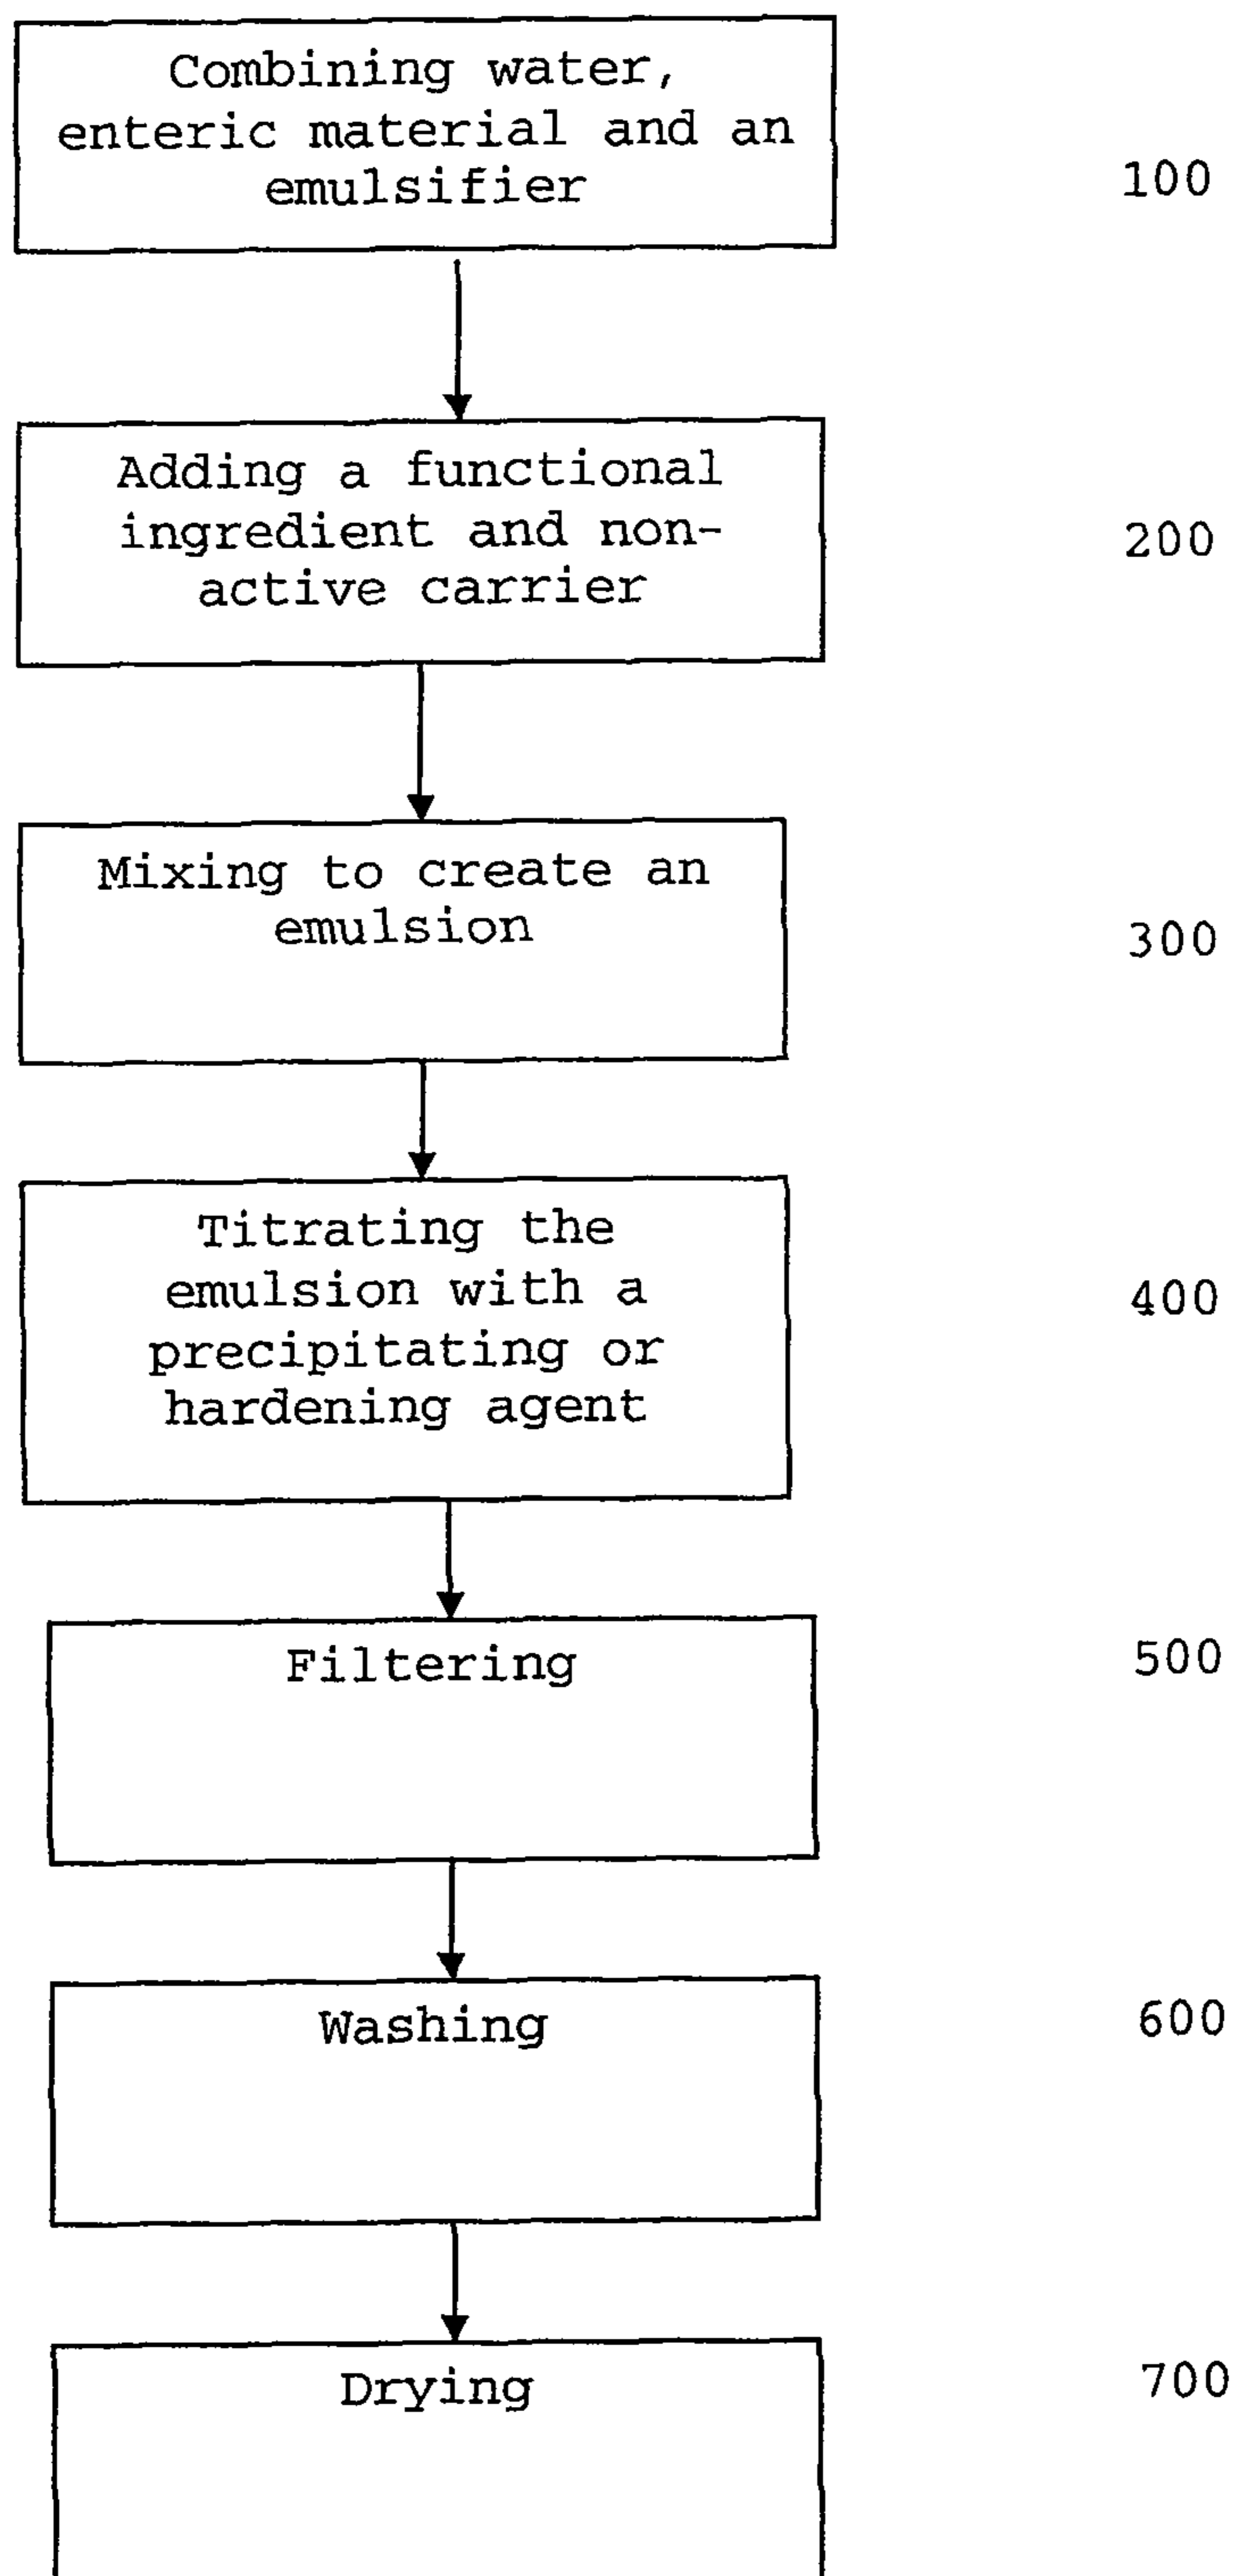 Combining water,
enteric material and an
emulsifier
100
Adding a functional
ingredient and non-
active carrier
200
Mixing to create an
emulsion
300
Titrating the
emulsion with a
precipitating or
hardening agent
400
Filtering
500
Washing
600
Drying
700